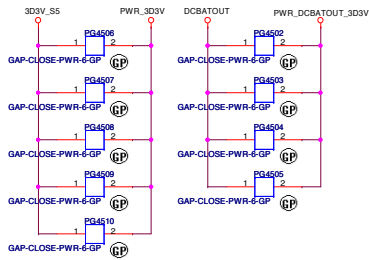 3D3V_S5 PWR_3D3V DCBATOUT PWR_DCBATOUT_3D3V
PG4506 PG4502
1 2 1 2
GAP-CLOSE-PWR-6-GP GP GAP-CLOSE-PWR-6-GP GP
PG4507 PG4503
1 2 1 2
GAP-CLOSE-PWR-6-GP GP GAP-CLOSE-PWR-6-GP GP
PG4508 PG4504
1 2 1 2
GAP-CLOSE-PWR-6-GP GP GAP-CLOSE-PWR-6-GP GP
PG4509 PG4505
1 2 1 2
GAP-CLOSE-PWR-6-GP GP GAP-CLOSE-PWR-6-GP GP
PG4510
1 2
GAP-CLOSE-PWR-6-GP GP